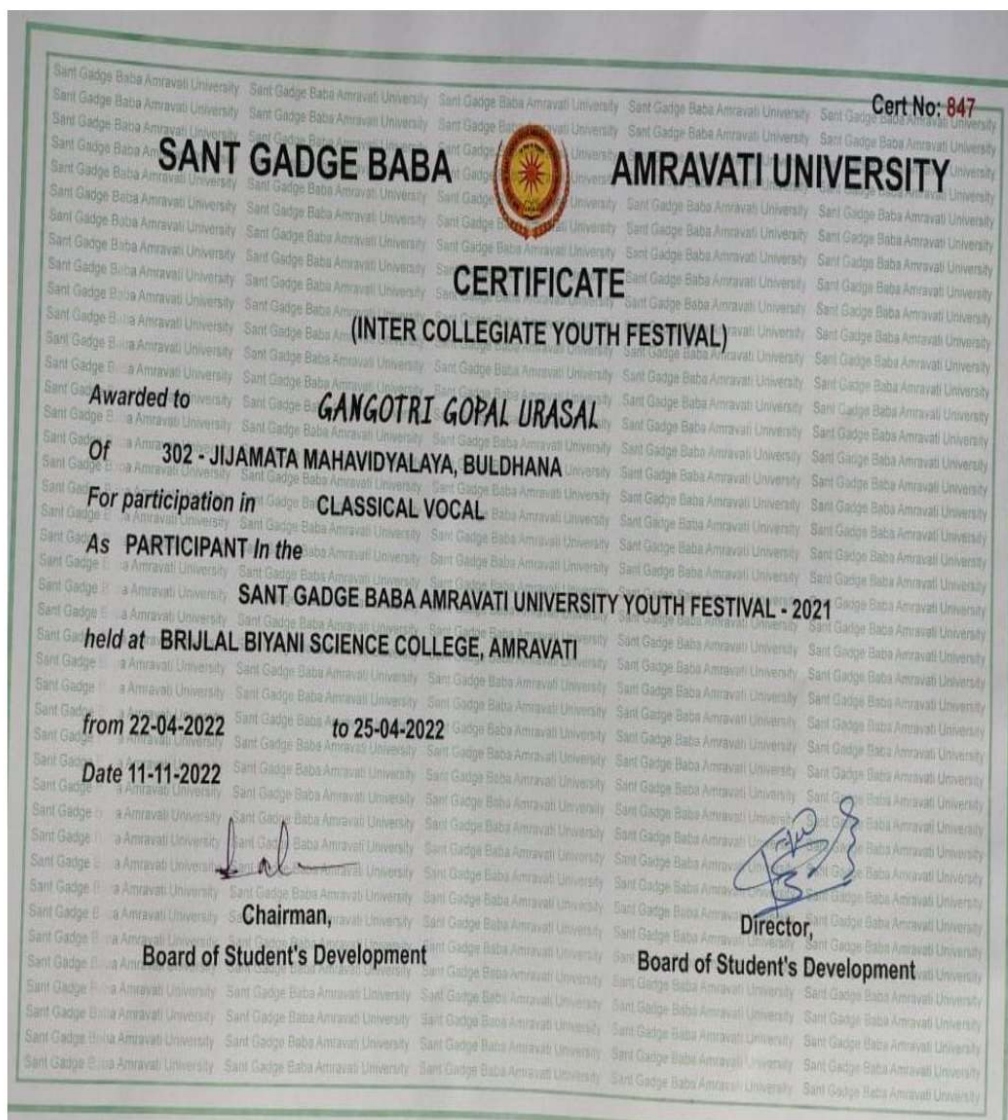 Cert No: 847
SANT GADGE BABA AMRAVATI UNIVERSITY
CERTIFICATE
(INTER COLLEGIATE YOUTH FESTIVAL)
Awarded to GANGOTRI GOPAL URASAL
Of 302 - JIJAMATA MAHAVIDYALAYA, BULDHANA
For participation in CLASSICAL VOCAL
As PARTICIPANT In the
SANT GADGE BABA AMRAVATI UNIVERSITY YOUTH FESTIVAL - 2021
held at BRIJLAL BIYANI SCIENCE COLLEGE, AMRAVATI
from 22-04-2022 to 25-04-2022
Date 11-11-2022
Chairman,
Board of Student's Development
Director,
Board of Student's Development